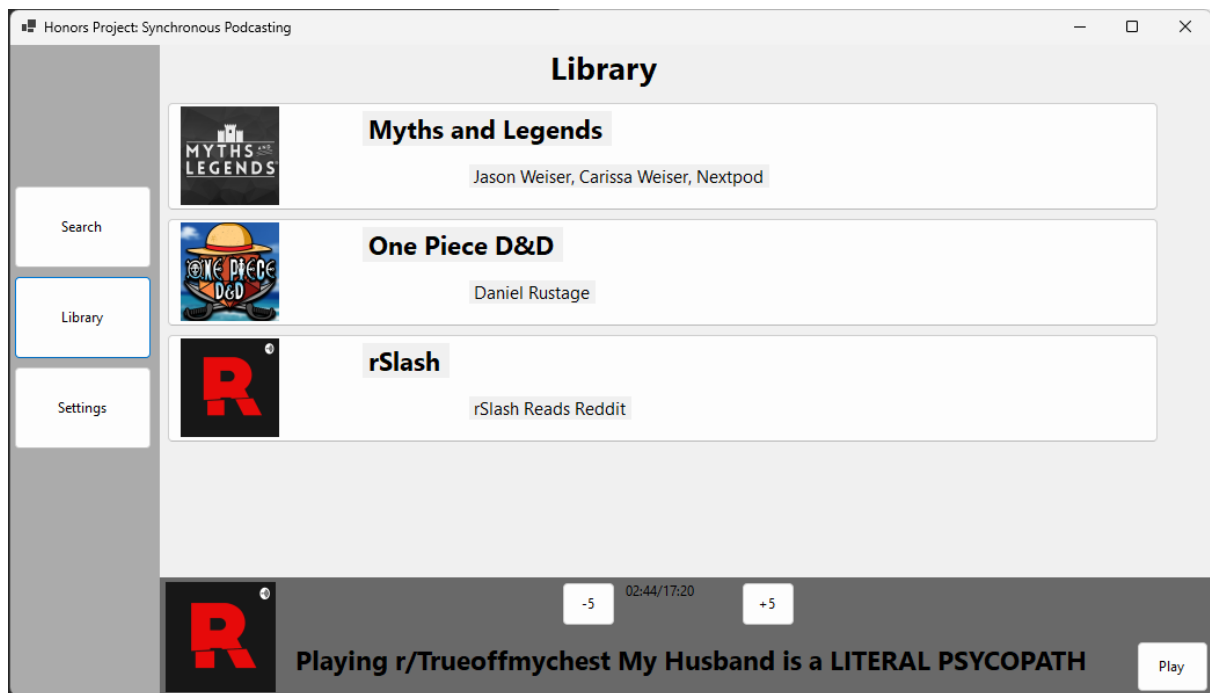 Honors Project: Synchronous Podcasting
Library
MYTHS AND
LEGENDS
Myths and Legends
Jason Weiser, Carissa Weiser, Nextpod
Search
ONE PIECE
D&D
One Piece D&D
Daniel Rustage
Library
R
rSlash
rSlash Reads Reddit
Settings
R
-5
02:44/17:20
+5
Playing r/Trueoffmychest My Husband is a LITERAL PSYCOPATH
Play